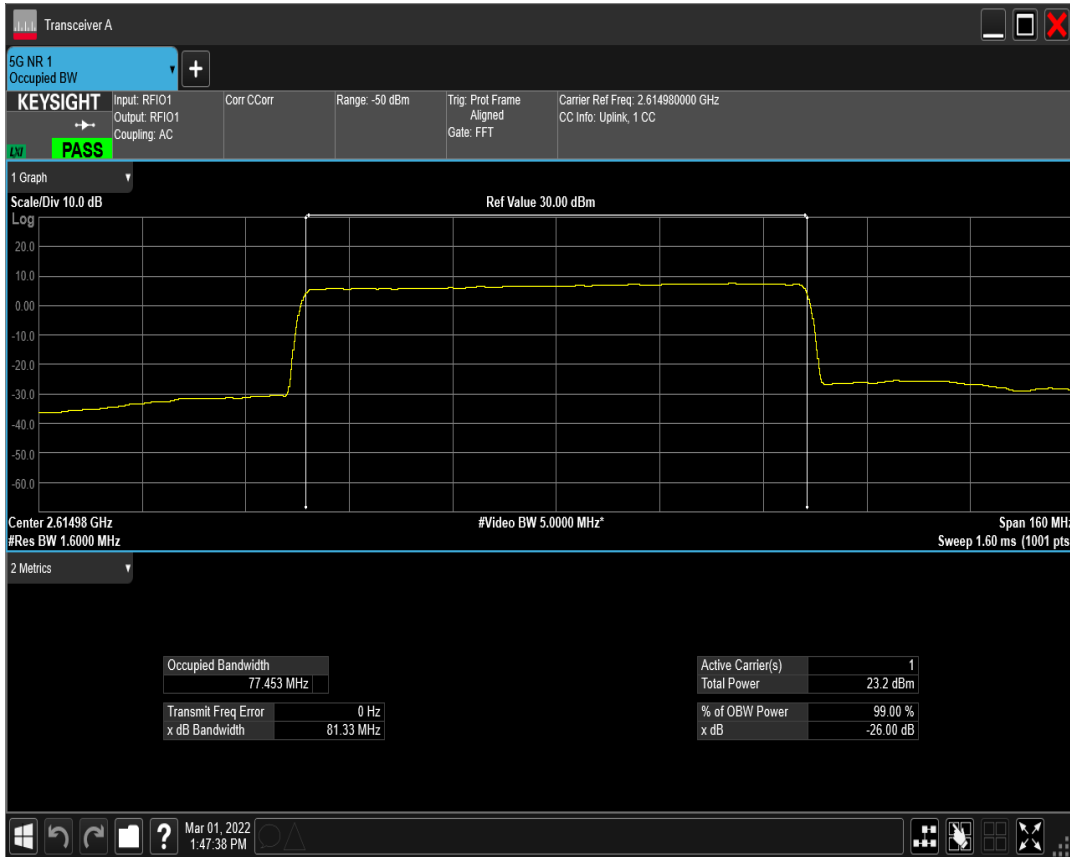 Transceiver A
5G NR 1
Occupied BW
KEYSIGHT
LXI
PASS
Input: RFIO1
Output: RFIO1
Coupling: AC
Corr CCorr
Range: -50 dBm
Trig: Prot Frame
Aligned
Gate: FFT
Carrier Ref Freq: 2.614980000 GHz
CC Info: Uplink, 1 CC
1 Graph
Scale/Div 10.0 dB
Ref Value 30.00 dBm
Log
20.0
10.0
0.00
-10.0
-20.0
-30.0
-40.0
-50.0
-60.0
Center 2.61498 GHz
#Video BW 5.0000 MHz*
Span 160 MHz
#Res BW 1.6000 MHz
Sweep 1.60 ms (1001 pts
2 Metrics
Occupied Bandwidth
77.453 MHz
Transmit Freq Error 0 Hz
x dB Bandwidth 81.33 MHz
Active Carrier(s) 1
Total Power 23.2 dBm
% of OBW Power 99.00 %
x dB -26.00 dB
Mar 01, 2022
1:47:38 PM